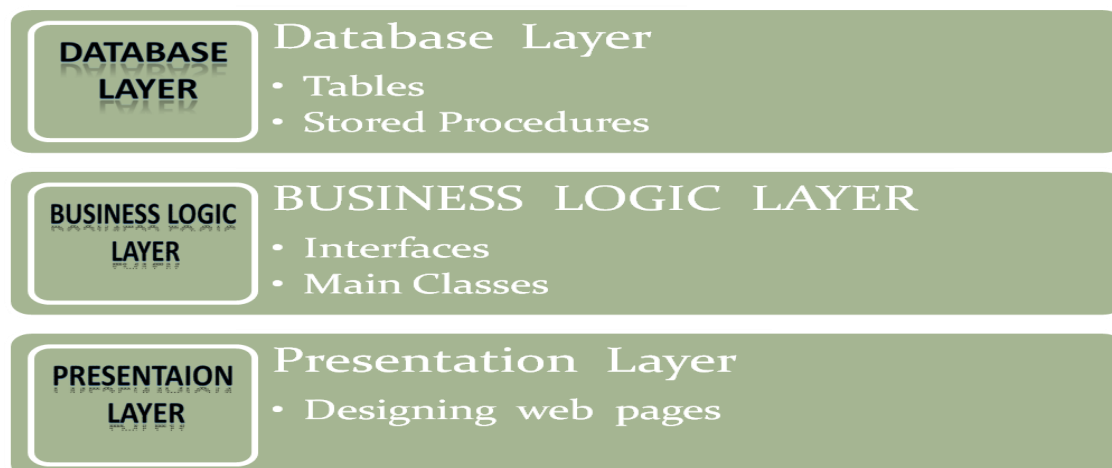 DATABASE
LAYER
Database Layer
• Tables
• Stored Procedures
BUSINESS LOGIC
LAYER
BUSINESS LOGIC LAYER
• Interfaces
• Main Classes
PRESENTAION
LAYER
Presentation Layer
• Designing web pages